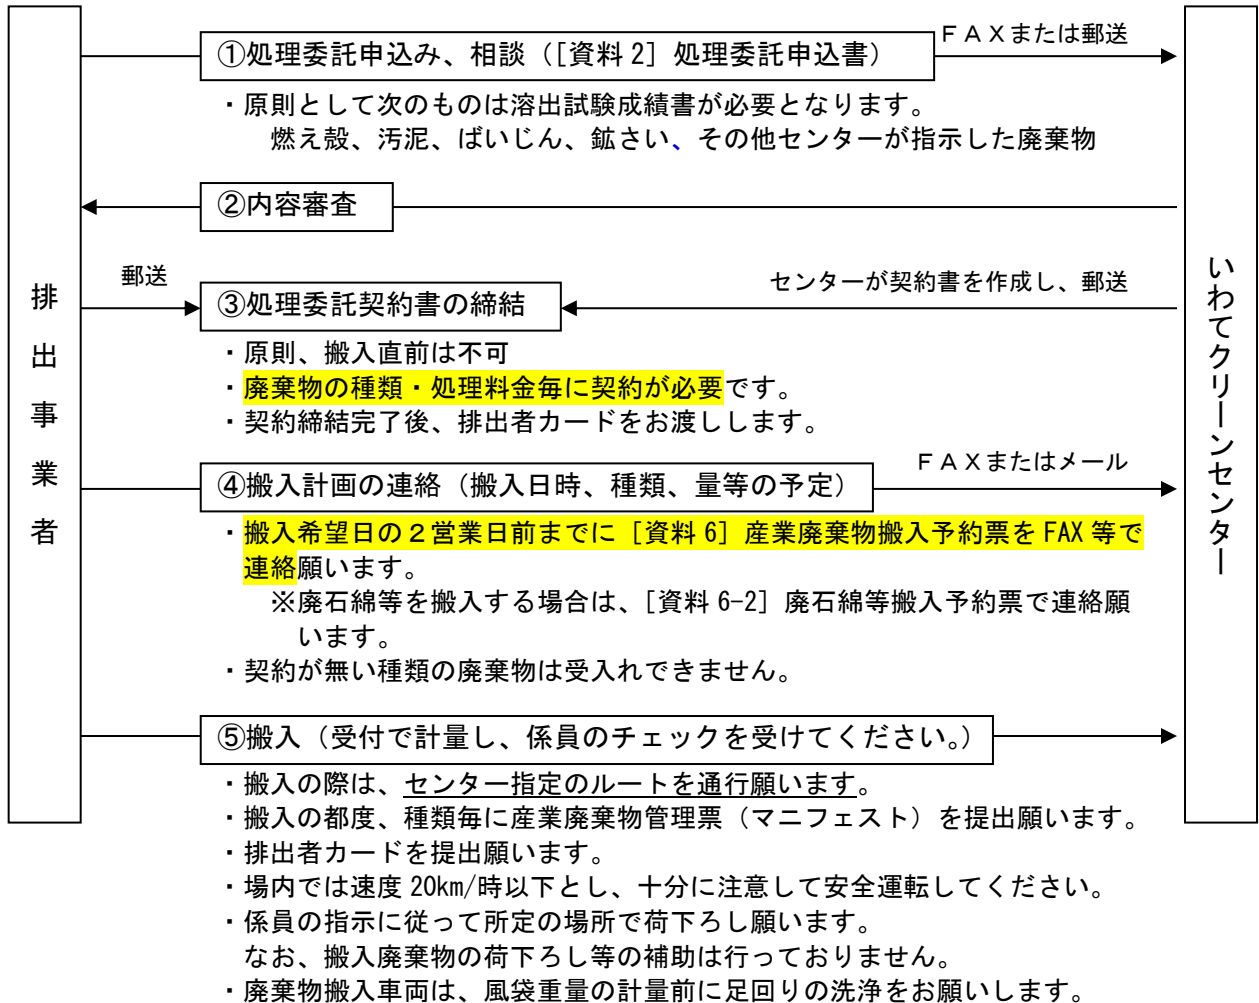 ＦＡＸまたは郵送
①処理委託申込み、相談（[資料 2] 処理委託申込書）
・原則として次のものは溶出試験成績書が必要となります。
燃え殻、汚泥、ばいじん、鉱さい、その他センターが指示した廃棄物
②内容審査
郵送
センターが契約書を作成し、郵送
③処理委託契約書の締結
・原則、搬入直前は不可
・廃棄物の種類・処理料金毎に契約が必要です。
・契約締結完了後、排出者カードをお渡しします。
ＦＡＸまたはメール
④搬入計画の連絡（搬入日時、種類、量等の予定）
・搬入希望日の２営業日前までに［資料 6］産業廃棄物搬入予約票を FAX 等で
連絡願います。
※廃石綿等を搬入する場合は、[資料 6-2］廃石綿等搬入予約票で連絡願
います。
・契約が無い種類の廃棄物は受入れできません。
⑤搬入（受付で計量し、係員のチェックを受けてください。）
・搬入の際は、センター指定のルートを通行願います。
・搬入の都度、種類毎に産業廃棄物管理票（マニフェスト）を提出願います。
・排出者カードを提出願います。
・場内では速度 20km/時以下とし、十分に注意して安全運転してください。
・係員の指示に従って所定の場所で荷下ろし願います。
なお、搬入廃棄物の荷下ろし等の補助は行っておりません。
・廃棄物搬入車両は、風袋重量の計量前に足回りの洗浄をお願いします。
排出事業者
いわてクリーンセンター